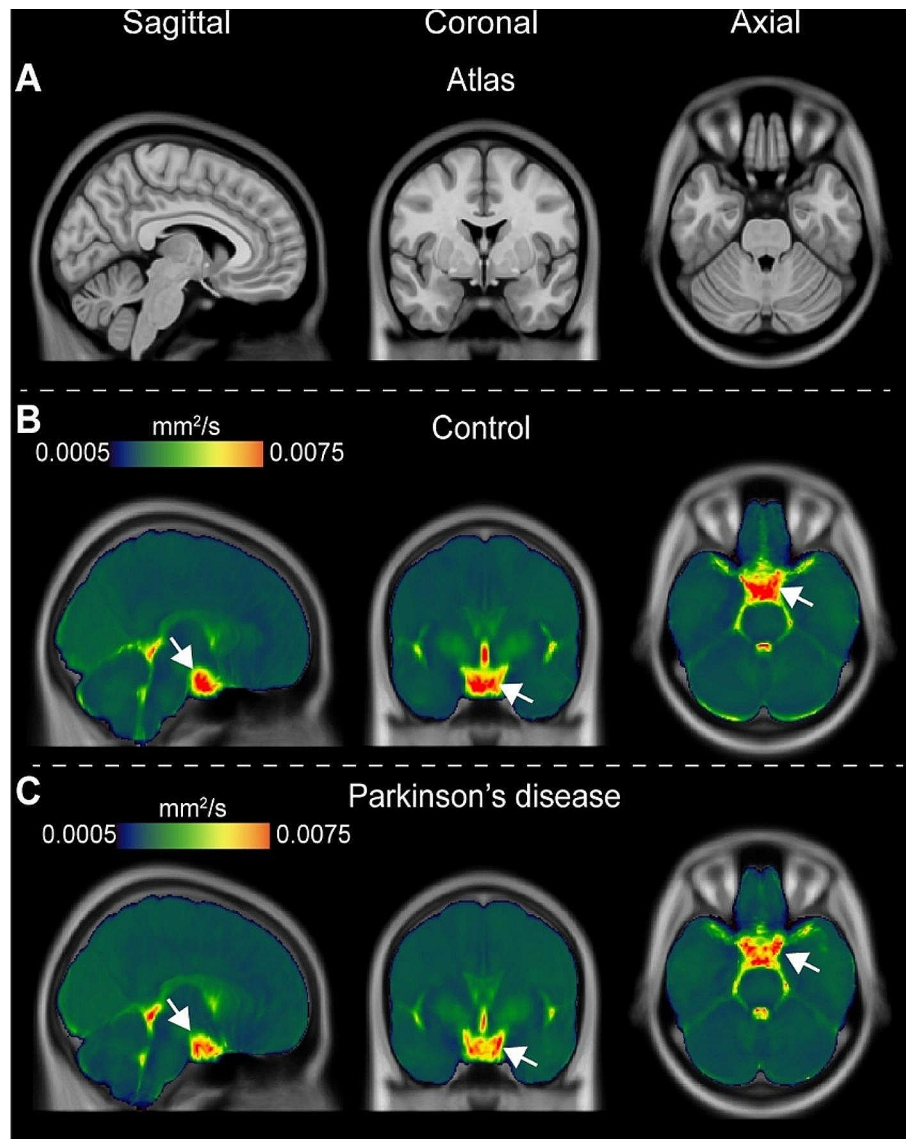 Sagittal Coronal Axial
A
Atlas
B
mm²/s
0.0005 0.0075
Control
C
mm²/s
0.0005 0.0075
Parkinson's disease